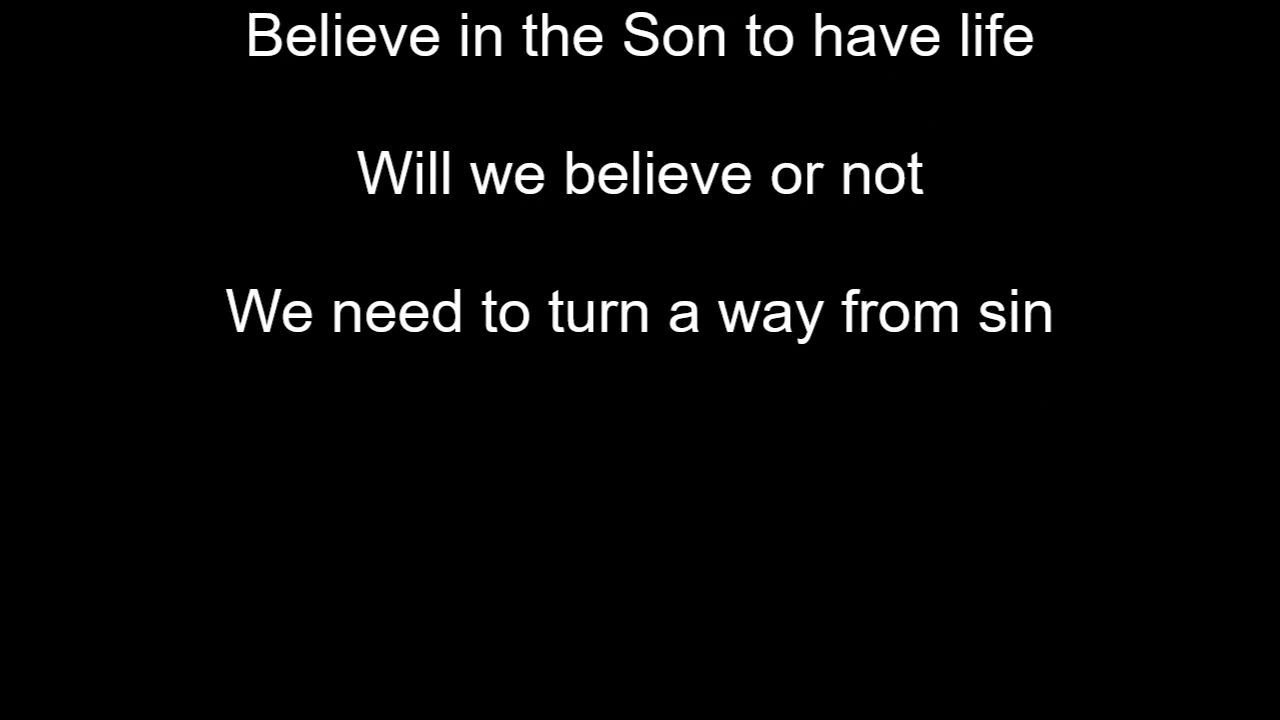 Believe in the Son to have life
Will we believe or not
We need to turn a way from sin